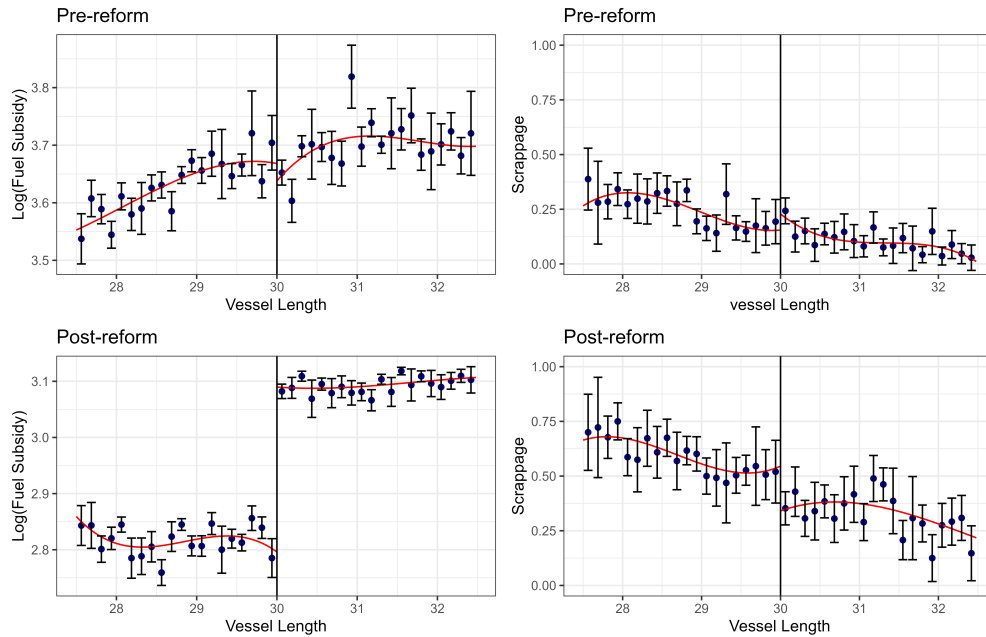 Pre-reform
Log(Fuel Subsidy)
3.8
3.7
3.6
3.5
28 29 30 31 32
Vessel Length
Pre-reform
Scrappage
1.00
0.75
0.50
0.25
0.00
28 29 30 31 32
vessel Length
Post-reform
Log(Fuel Subsidy)
3.1
3.0
2.9
2.8
28 29 30 31 32
Vessel Length
Post-reform
Scrappage
1.00
0.75
0.50
0.25
0.00
28 29 30 31 32
Vessel Length